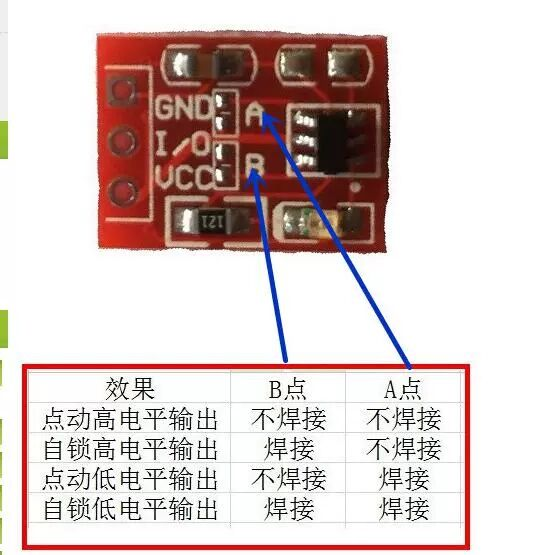 GND A
I/O
VCC B
121
效果 B点 A点
点动高电平输出 不焊接 不焊接
自锁高电平输出 焊接 不焊接
点动低电平输出 不焊接 焊接
自锁低电平输出 焊接 焊接